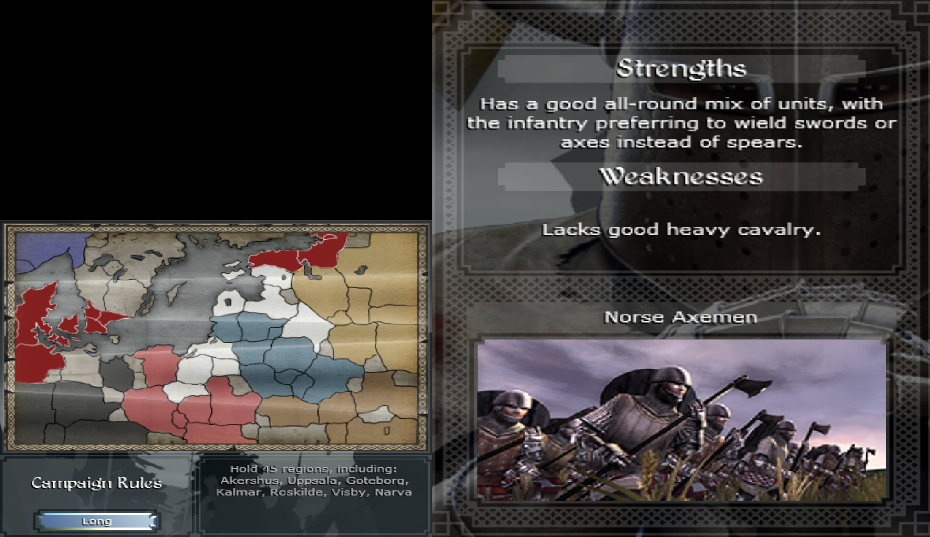 Strengths
Has a good all-round mix of units, with
the infantry preferring to wield swords or
axes instead of spears.
Weaknesses
Lacks good heavy cavalry.
Norse Axemen
Campaign Rules
Long
Hold 45 regions, including:
Akershus, Uppsala, Goteborg,
Kalmar, Roskilde, Visby, Narva